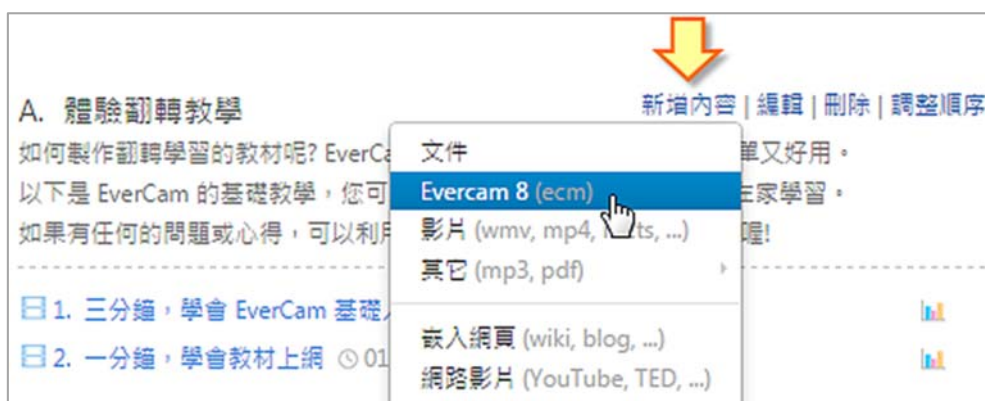 新增內容 | 編輯 | 刪除 | 調整順序
A. 體驗翻轉教學
如何製作翻轉學習的教材呢? EverCa
單又好用。
以下是 EverCam 的基礎教學，您可
在家學習。
如果有任何的問題或心得，可以利用
喔!
文件
Evercam 8 (ecm)
影片 (wmv, mp4, ts, ...)
其它 (mp3, pdf)
嵌入網頁 (wiki, blog, ...)
網路影片 (YouTube, TED, ...)
1. 三分鐘，學會 EverCam 基礎
2. 一分鐘，學會教材上網 01